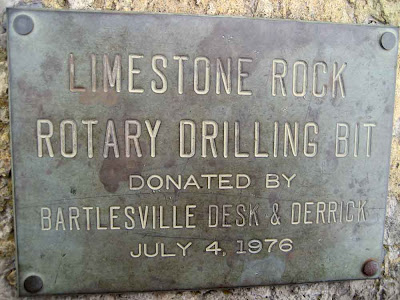 LIMESTONE ROCK
ROTARY DRILLING BIT
DONATED BY
BARTLESVILLE DESK & DERRICK
JULY 4, 1976